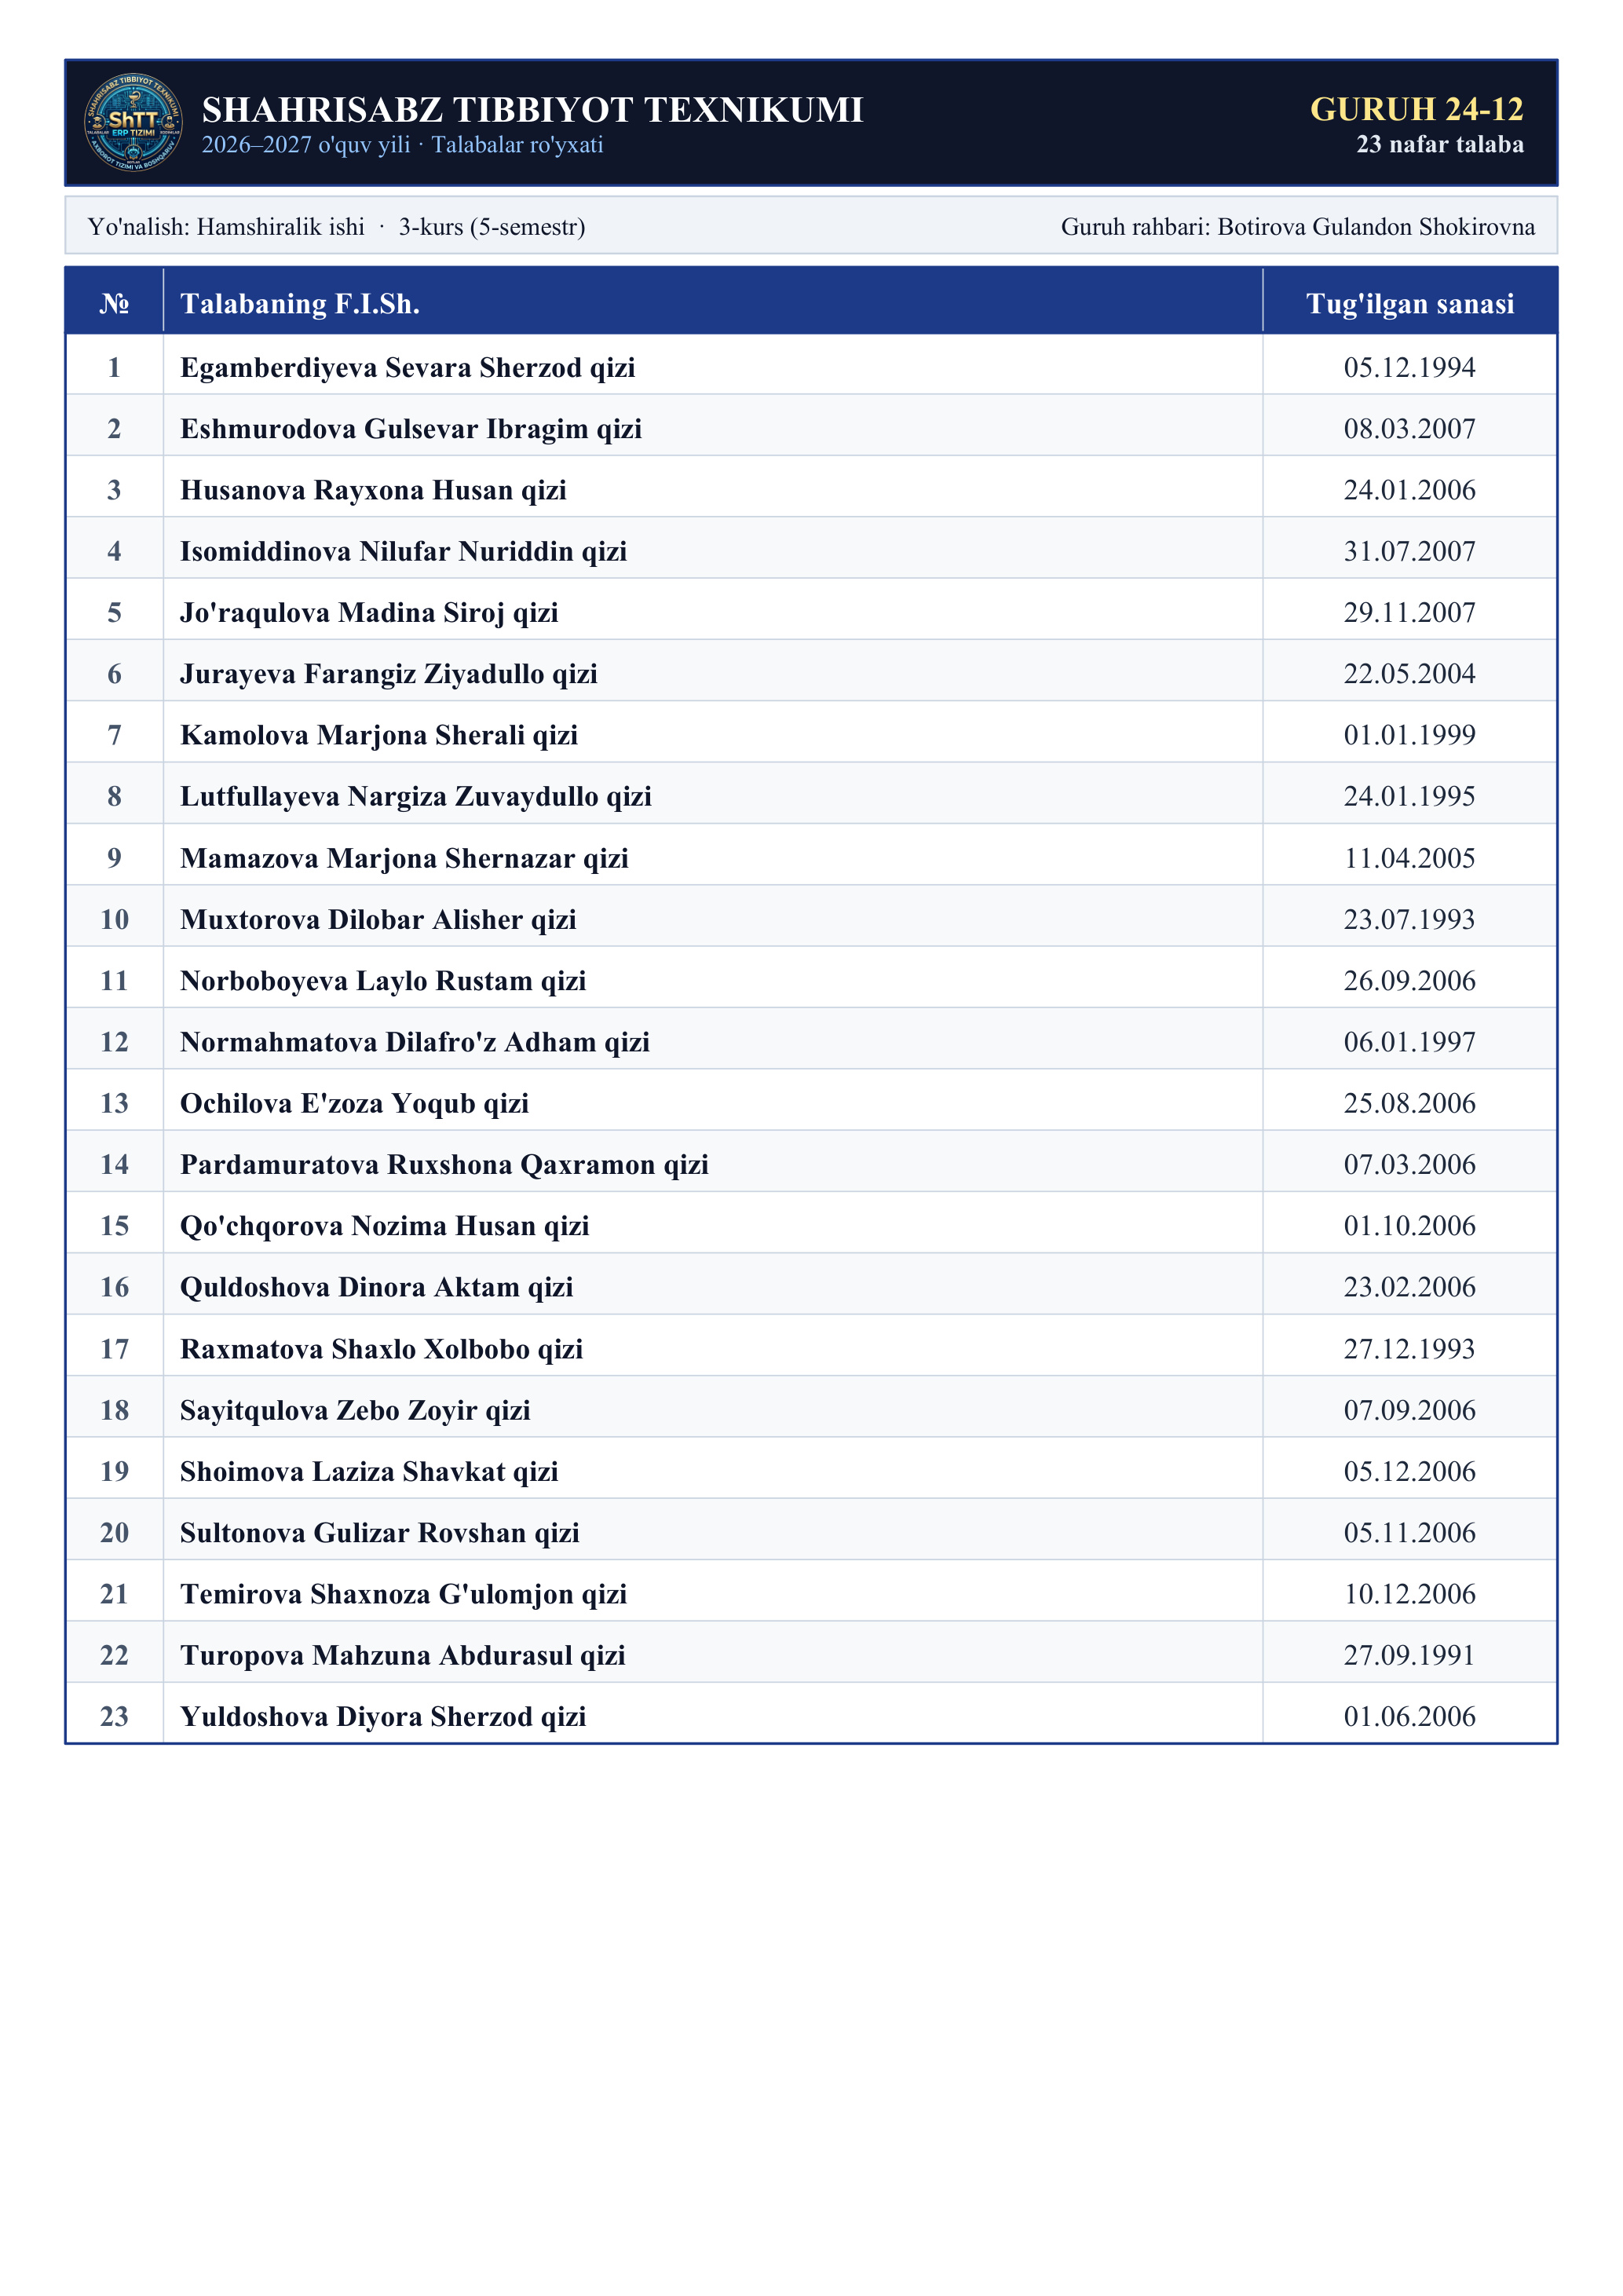 SHAHRISABZ TIBBIYOT TEXNIKUMI
ShTT
ERP TIZIMI
AXBOROT TIZIMI VA BOSHQARUV
SHAHRISABZ TIBBIYOT TEXNIKUMI
2026–2027 o'quv yili · Talabalar ro'yxati
GURUH 24-12
23 nafar talaba
Yo'nalish: Hamshiralik ishi · 3-kurs (5-semestr)
Guruh rahbari: Botirova Gulandon Shokirovna
№ Talabaning F.I.Sh. Tug'ilgan sanasi
1 Egamberdiyeva Sevara Sherzod qizi 05.12.1994
2 Eshmurodova Gulsevar Ibragim qizi 08.03.2007
3 Husanova Rayxona Husan qizi 24.01.2006
4 Isomiddinova Nilufar Nuriddin qizi 31.07.2007
5 Jo'raqulova Madina Siroj qizi 29.11.2007
6 Jurayeva Farangiz Ziyadullo qizi 22.05.2004
7 Kamolova Marjona Sherali qizi 01.01.1999
8 Lutfullayeva Nargiza Zuvaydullo qizi 24.01.1995
9 Mamazova Marjona Shernazar qizi 11.04.2005
10 Muxtorova Dilobar Alisher qizi 23.07.1993
11 Norboboyeva Laylo Rustam qizi 26.09.2006
12 Normahmatova Dilafro'z Adham qizi 06.01.1997
13 Ochilova E'zoza Yoqub qizi 25.08.2006
14 Pardamuratova Ruxshona Qaxramon qizi 07.03.2006
15 Qo'chqorova Nozima Husan qizi 01.10.2006
16 Quldoshova Dinora Aktam qizi 23.02.2006
17 Raxmatova Shaxlo Xolbobo qizi 27.12.1993
18 Sayitqulova Zebo Zoyir qizi 07.09.2006
19 Shoimova Laziza Shavkat qizi 05.12.2006
20 Sultonova Gulizar Rovshan qizi 05.11.2006
21 Temirova Shaxnoza G'ulomjon qizi 10.12.2006
22 Turopova Mahzuna Abdurasul qizi 27.09.1991
23 Yuldoshova Diyora Sherzod qizi 01.06.2006